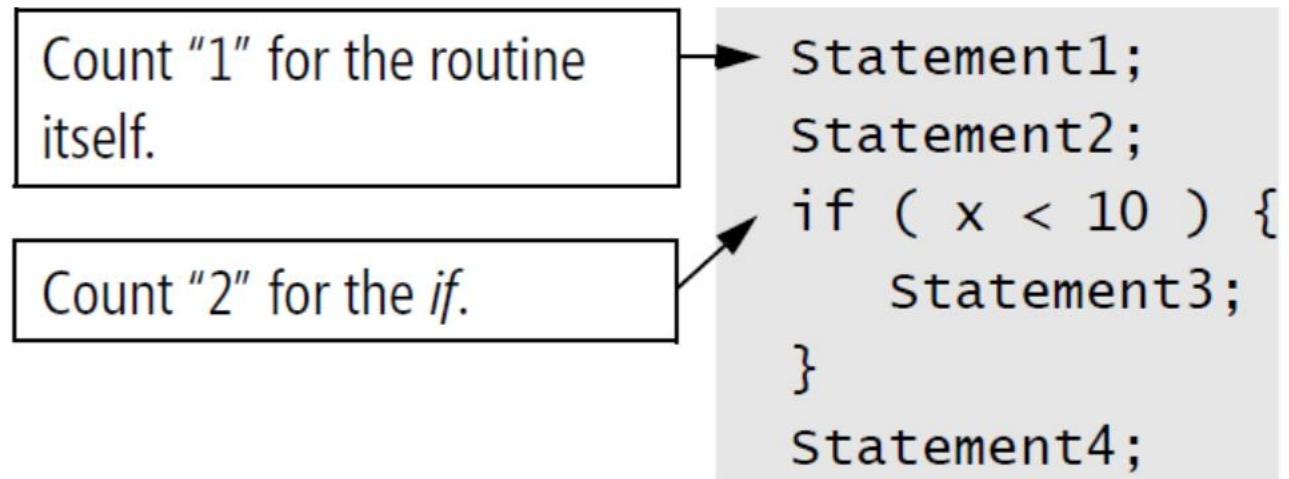 Count “1” for the routine
itself.
Count “2” for the if.
Statement1;
Statement2;
if ( x < 10 ) {
   Statement3;
}
Statement4;